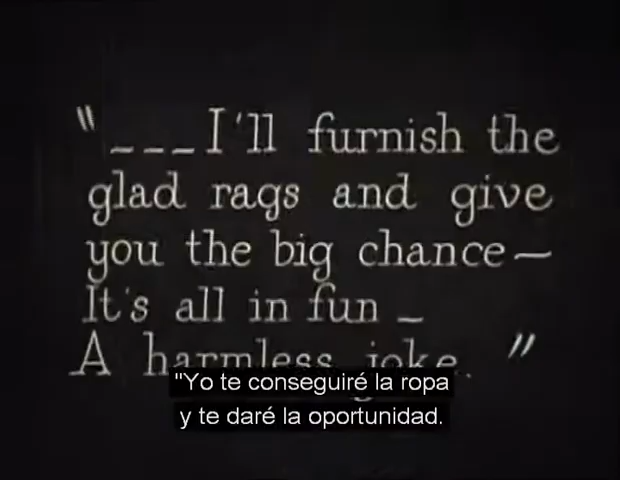 "___I'll furnish the
glad rags and give
you the big chance—
It's all in fun _
A harmless joke."
"Yo te conseguiré la ropa
y te daré la oportunidad.